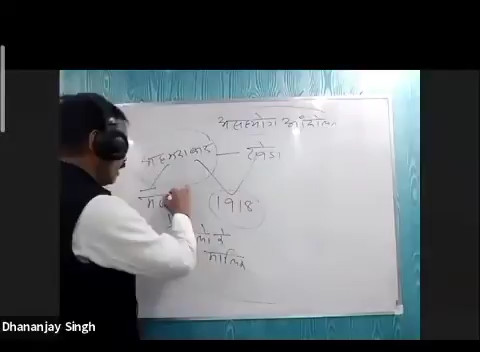 असहयोग आंदोलन
अहमदाबाद — खेडा
1918
मालिक
Dhananjay Singh